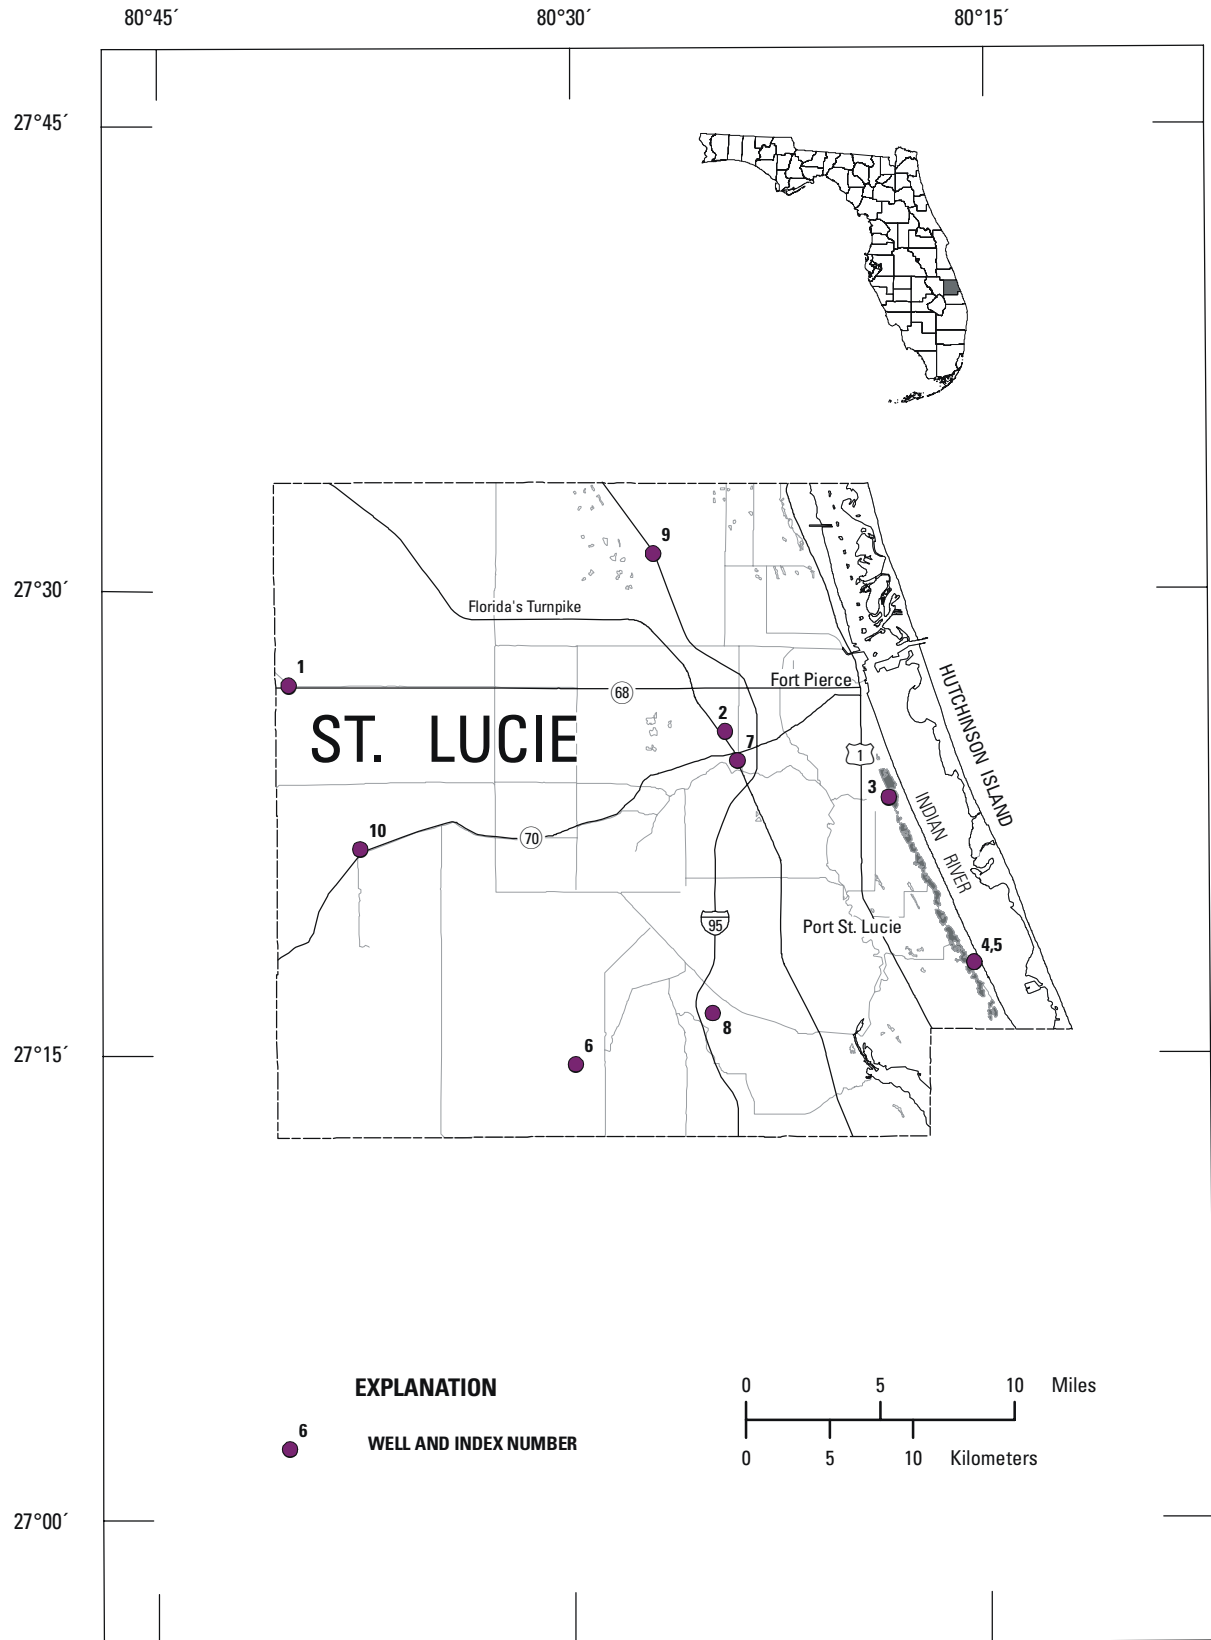 80°45´ 80°30´ 80°15´
27°45´
9
27°30´
Florida's Turnpike
1
68
Fort Pierce
HUTCHINSON ISLAND
2
ST. LUCIE
7
1
3
INDIAN RIVER
10
70
95
Port St. Lucie
4,5
8
6
27°15´
EXPLANATION
6
WELL AND INDEX NUMBER
0 5 10 Miles
0 5 10 Kilometers
27°00´